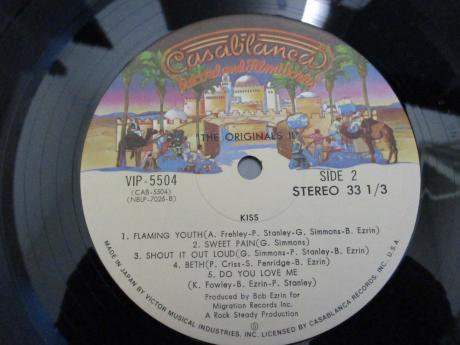 Casablanca
Record and FilmWorks
"THE ORIGINALS II"
VIP-5504
(CAB-5504)
(NBLP-7025-B)
SIDE 2
STEREO 33 1/3
KISS
1. FLAMING YOUTH(A. Frehley-P. Stanley-G. Simmons-B. Ezrin)
2. SWEET PAIN(G. Simmons)
3. SHOUT IT OUT LOUD(G. Simmons-P. Stanley-B. Ezrin)
4. BETH(P. Criss-S. Penridge-B. Ezrin)
5. DO YOU LOVE ME
(K. Fowley-B. Ezrin-P. Stanley)
Produced by Bob Ezrin for
Migration Records Inc.
A Rock Steady Production
MADE IN JAPAN BY VICTOR MUSICAL INDUSTRIES, INC. LICENSED BY CASABLANCA RECORDS, INC., U.S.A.